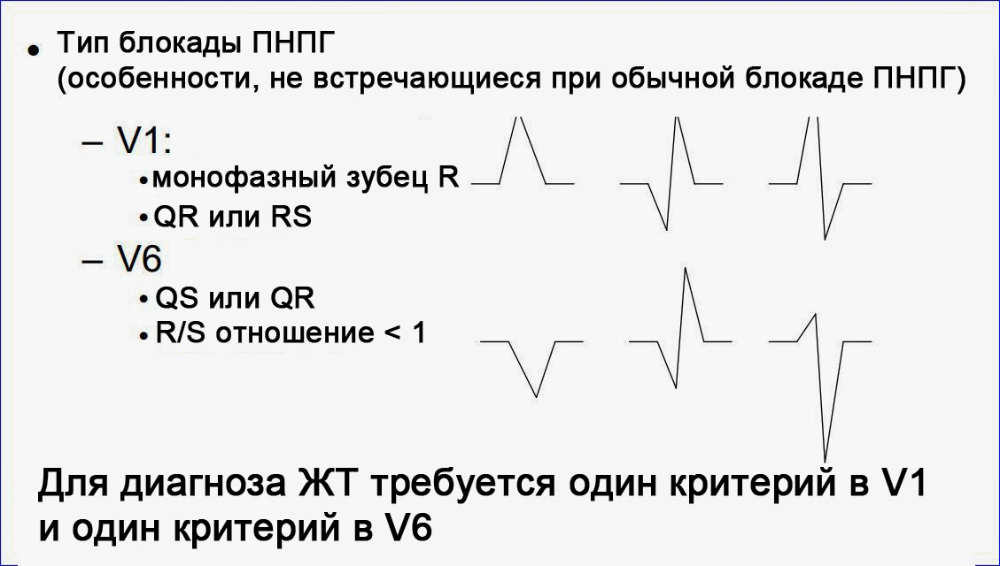 • Тип блокады ПНПГ
(особенности, не встречающиеся при обычной блокаде ПНПГ)
– V1:
• монофазный зубец R
• QR или RS
– V6
• QS или QR
• R/S отношение < 1
Для диагноза ЖТ требуется один критерий в V1
и один критерий в V6